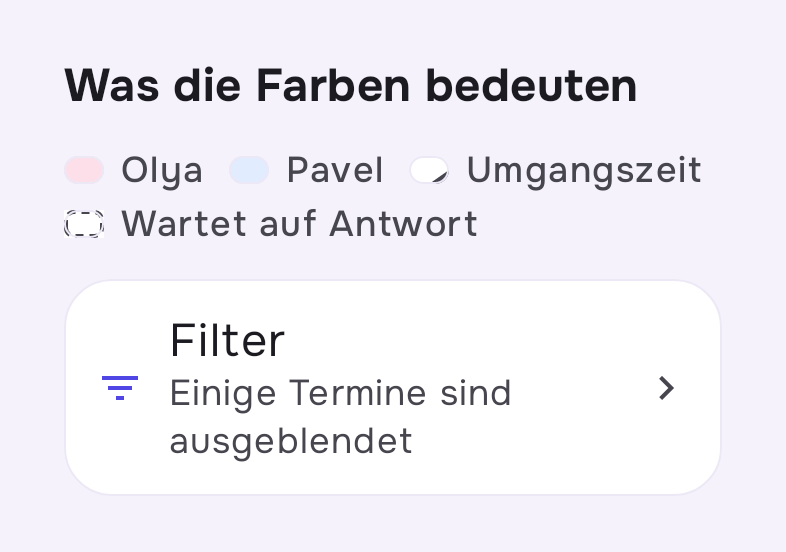 Was die Farben bedeuten
Olya Pavel Umgangszeit
Wartet auf Antwort
Filter
Einige Termine sind
ausgeblendet